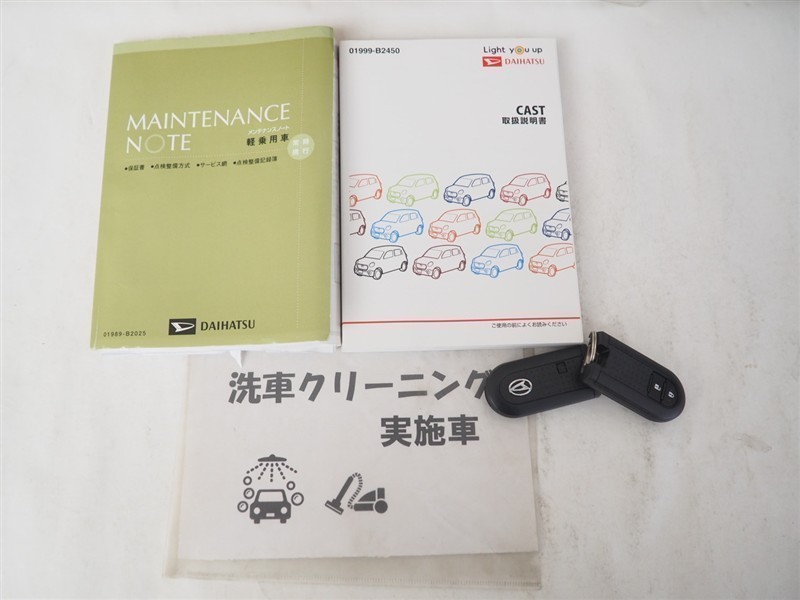 MAINTENANCE
NOTE
メンテナンスノート
軽乗用車
•保証書 •点検整備方式 •サービス網 •点検整備記録簿
01989-B2025
DAIHATSU
01999-B2450
Light you up
DAIHATSU
CAST
取扱説明書
ご使用の前によくお読みください
洗車クリーニング
実施車